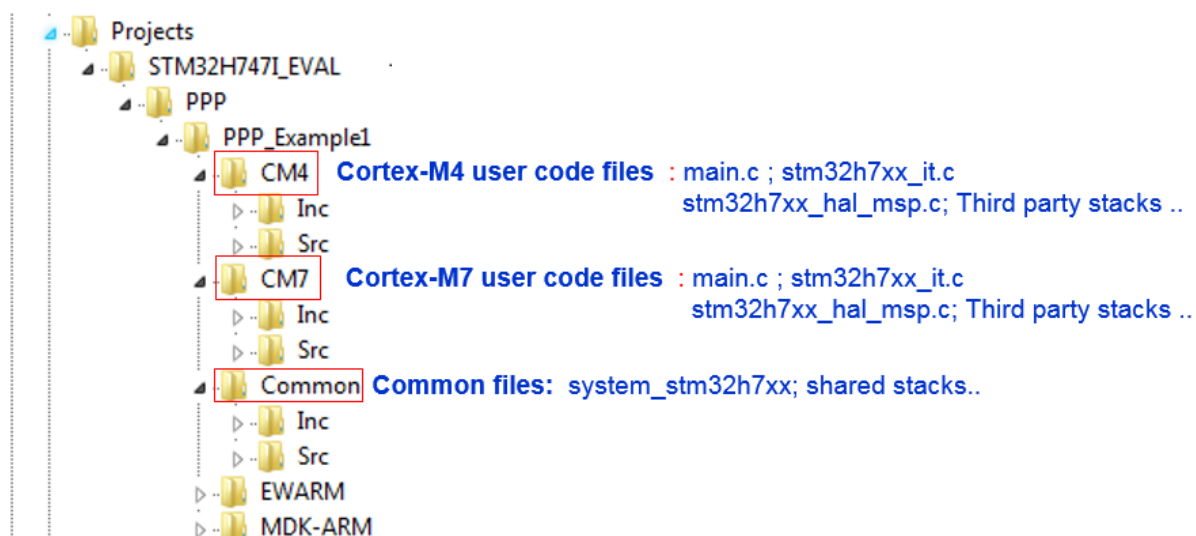 Projects
STM32H747I_EVAL
PPP
PPP_Example1
CM4 Cortex-M4 user code files : main.c ; stm32h7xx_it.c
Inc stm32h7xx_hal_msp.c; Third party stacks ..
Src
CM7 Cortex-M7 user code files : main.c ; stm32h7xx_it.c
Inc stm32h7xx_hal_msp.c; Third party stacks ..
Src
Common Common files: system_stm32h7xx; shared stacks..
Inc
Src
EWARM
MDK-ARM